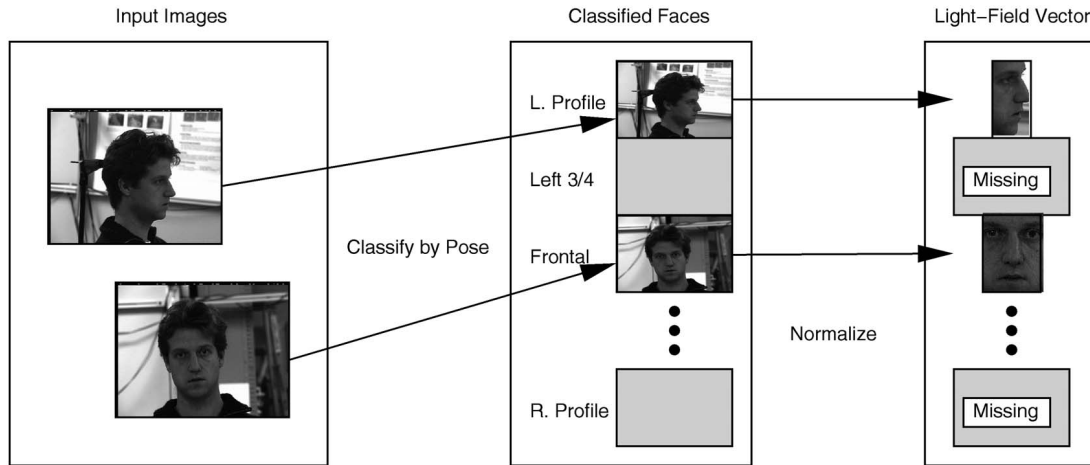 Input Images
Classified Faces
Light-Field Vector
L. Profile
Left 3/4
Missing
Classify by Pose
Frontal
Normalize
R. Profile
Missing